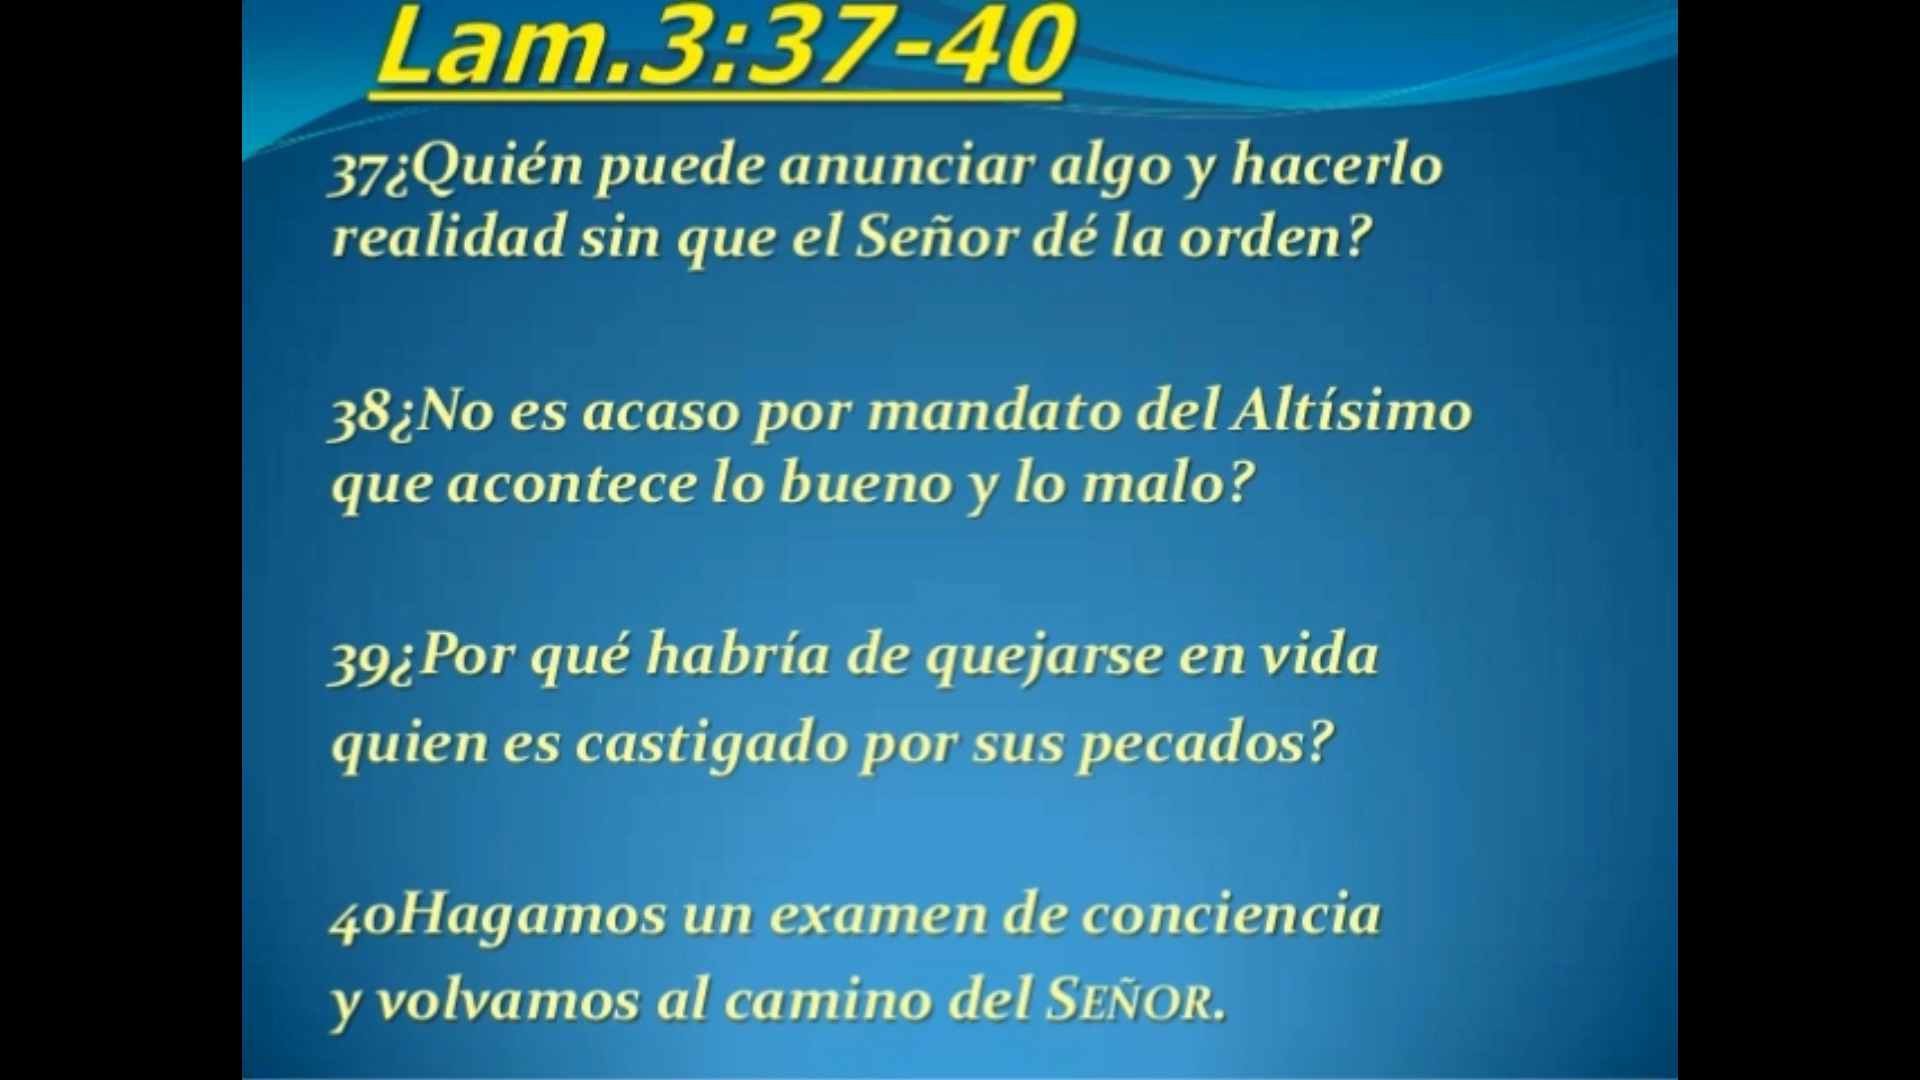 Lam.3:37-40
37¿Quién puede anunciar algo y hacerlo
realidad sin que el Señor dé la orden?
38¿No es acaso por mandato del Altísimo
que acontece lo bueno y lo malo?
39¿Por qué habría de quejarse en vida
quien es castigado por sus pecados?
40Hagamos un examen de conciencia
y volvamos al camino del SEÑOR.